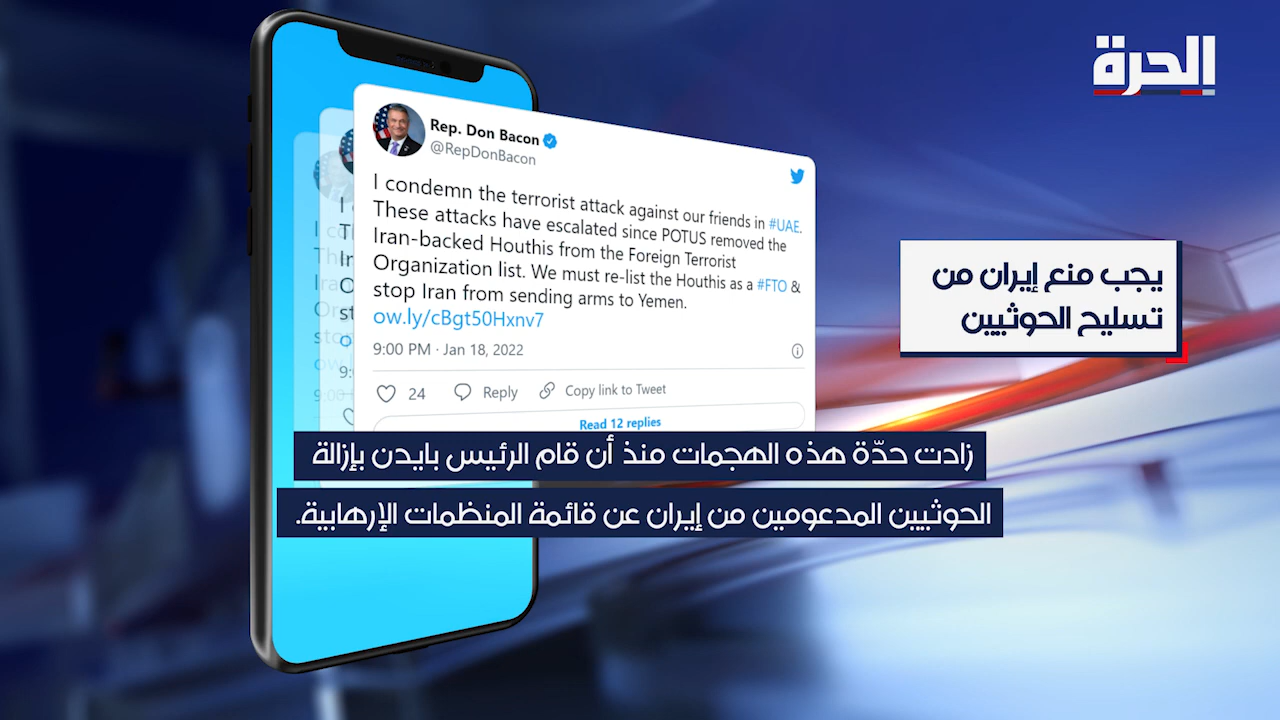 الحرة
Rep. Don Bacon
@RepDonBacon
I condemn the terrorist attack against our friends in #UAE.
These attacks have escalated since POTUS removed the
Iran-backed Houthis from the Foreign Terrorist
Organization list. We must re-list the Houthis as a #FTO &
stop Iran from sending arms to Yemen.
ow.ly/cBgt50Hxnv7
9:00 PM · Jan 18, 2022
24 Reply Copy link to Tweet
Read 12 replies
يجب منع إيران من
تسليح الحوثيين
زادت حدّة هذه الهجمات منذ أن قام الرئيس بايدن بإزالة
الحوثيين المدعومين من إيران عن قائمة المنظمات الإرهابية.